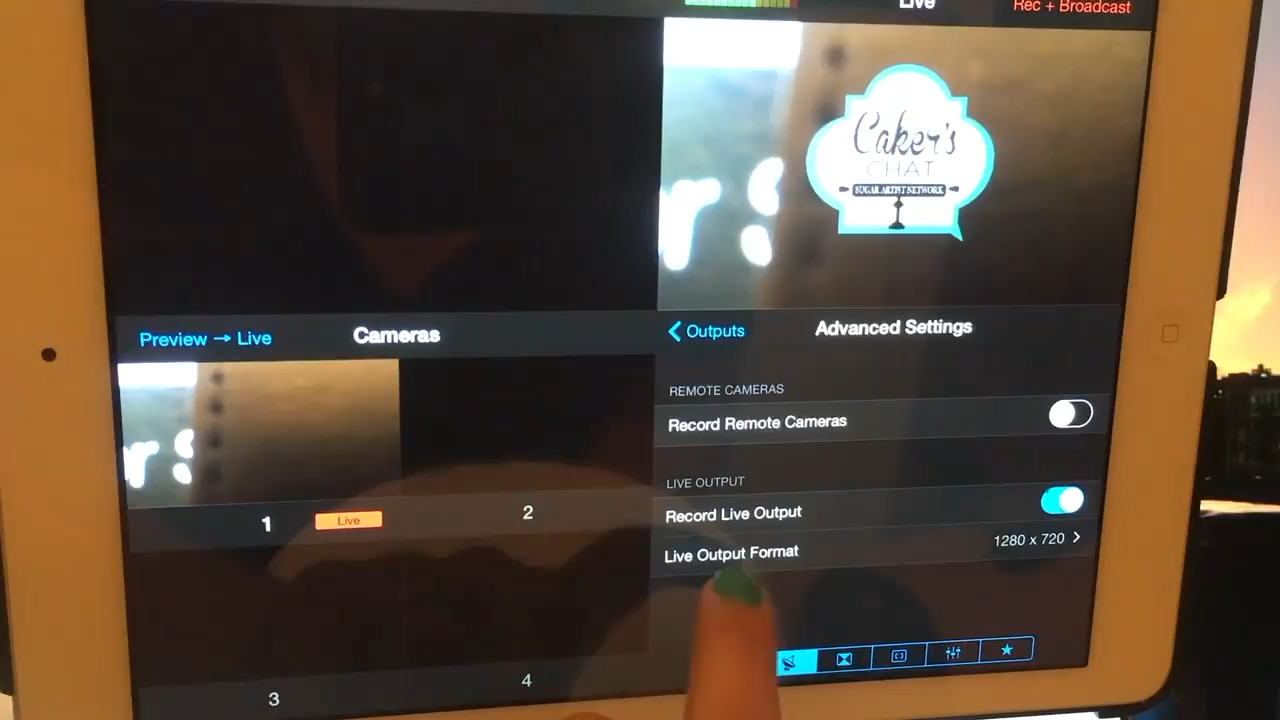 Live
Rec + Broadcast
Caker's
CHAT
SUGAR ARTIST NETWORK
r S
Preview → Live
Cameras
Outputs
Advanced Settings
REMOTE CAMERAS
Record Remote Cameras
r S
LIVE OUTPUT
Record Live Output
1
Live
2
Live Output Format
1280 x 720
3
4